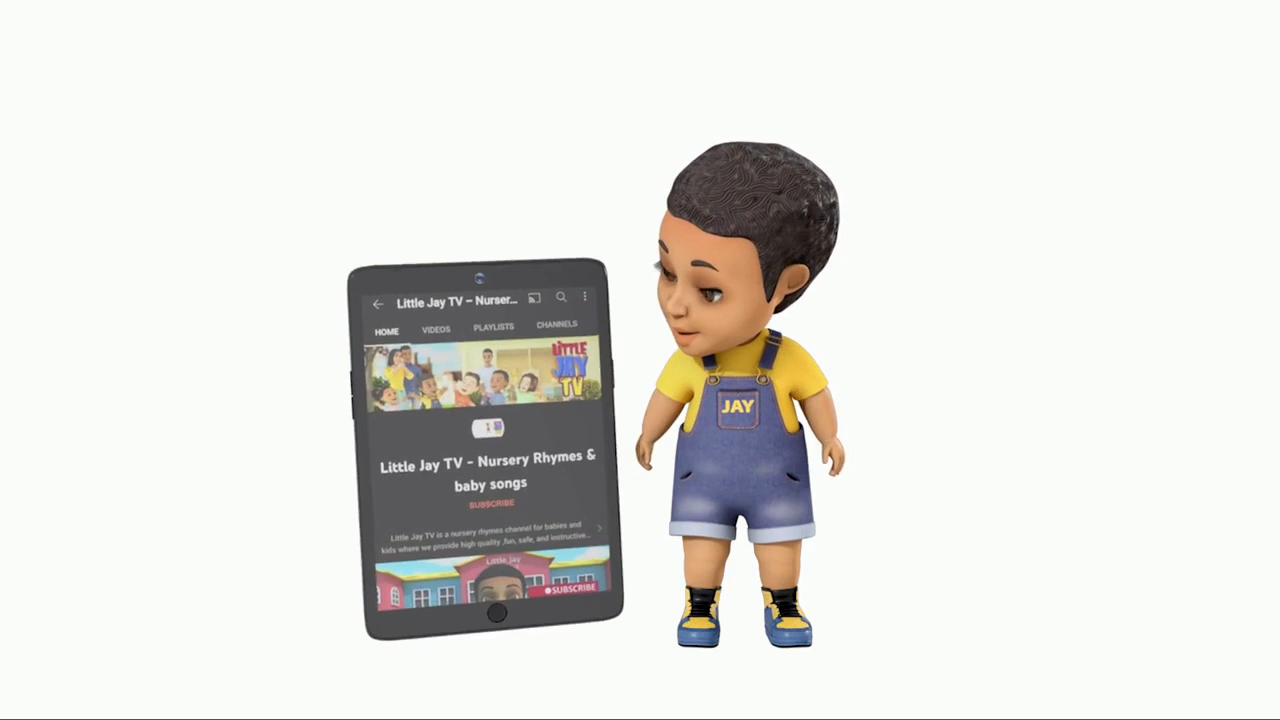 Little Jay TV – Nurser...
HOME VIDEOS PLAYLISTS CHANNELS
LITTLE
JAY
TV
Little Jay TV – Nursery Rhymes &
baby songs
SUBSCRIBE
Little Jay TV is a nursery rhymes channel for babies and
kids where we provide high quality ,fun, safe, and instructive...
Little Jay
SUBSCRIBE
JAY